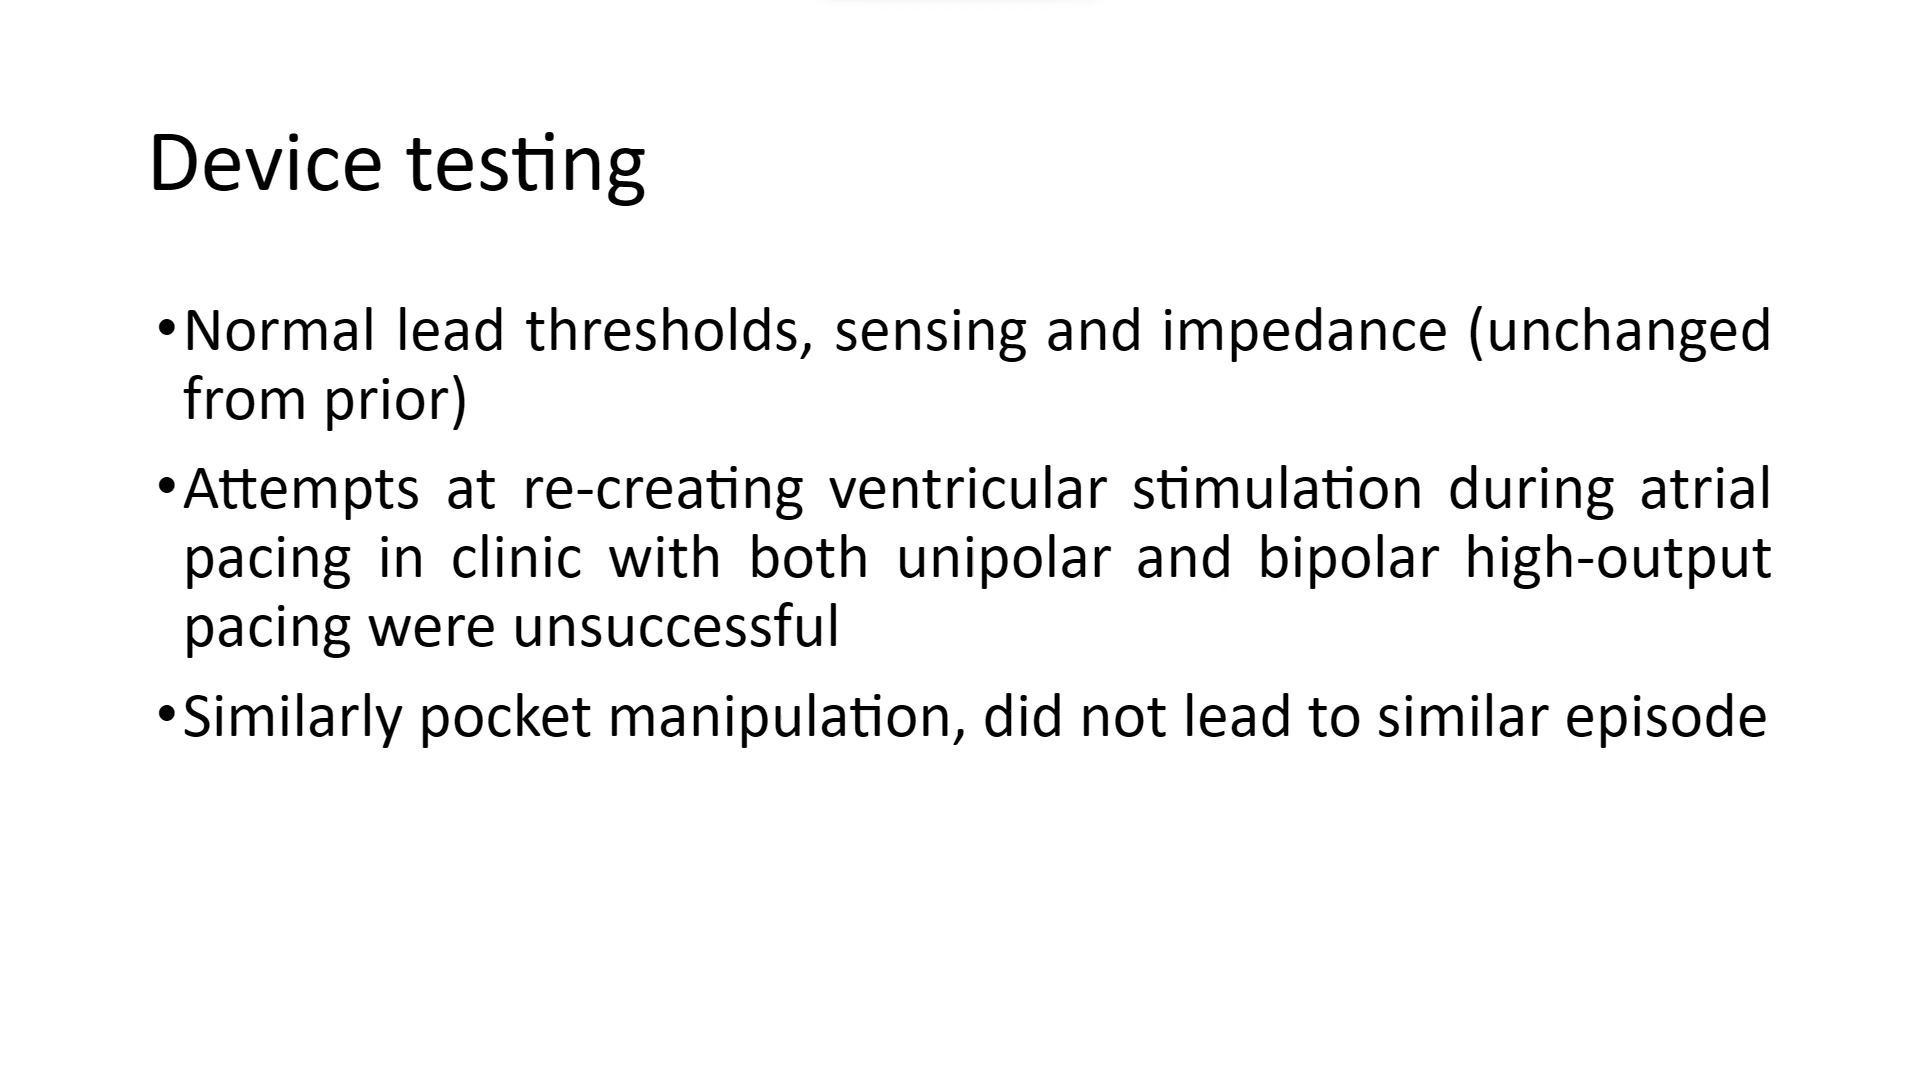 Device testing
•Normal lead thresholds, sensing and impedance (unchanged
from prior)
•Attempts at re-creating ventricular stimulation during atrial
pacing in clinic with both unipolar and bipolar high-output
pacing were unsuccessful
•Similarly pocket manipulation, did not lead to similar episode